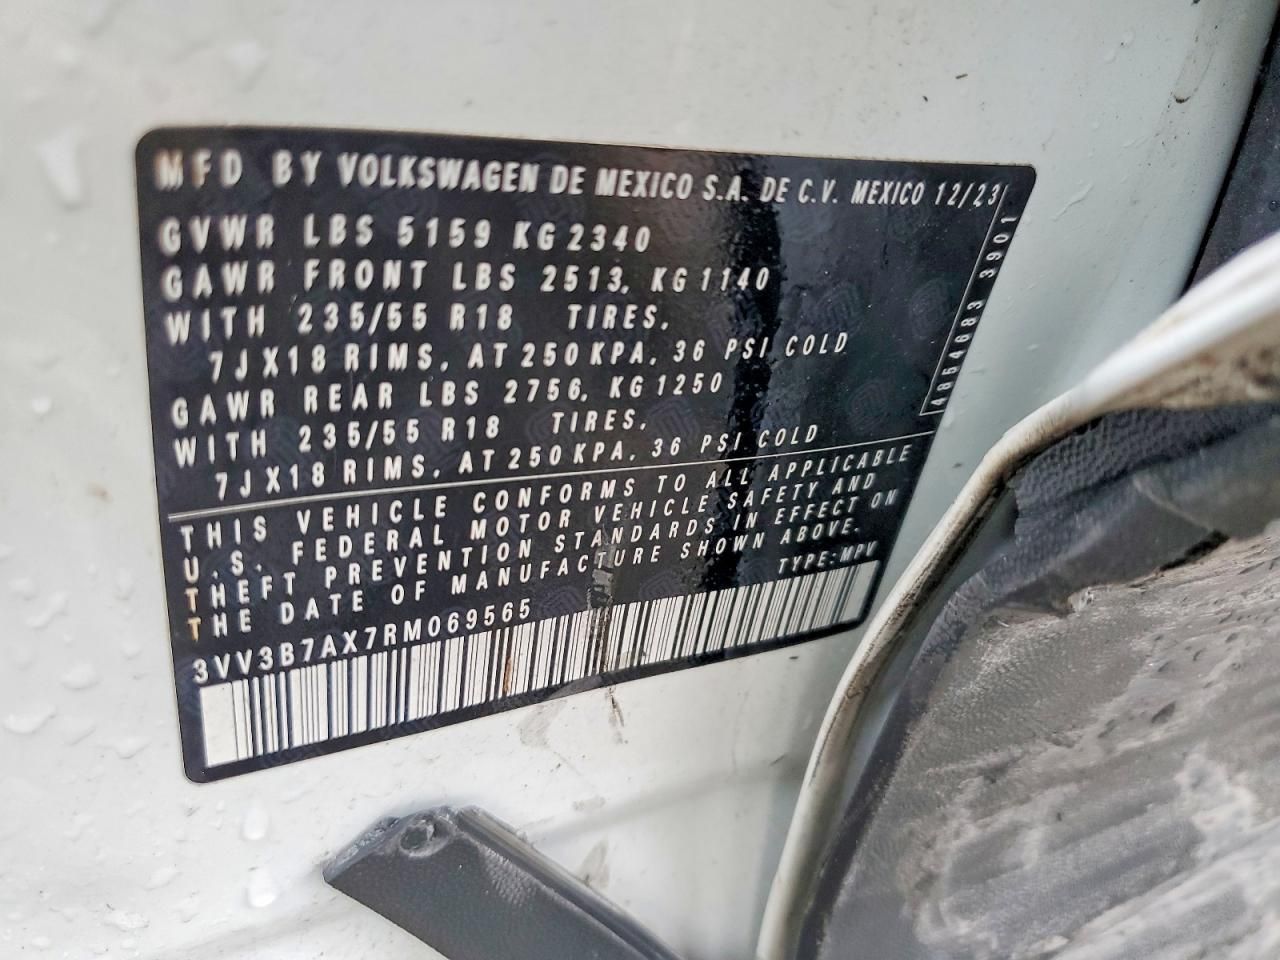 MFD BY VOLKSWAGEN DE MEXICO S.A. DE C.V. MEXICO 12/23
GVWR LBS 5159 KG 2340
GAWR FRONT LBS 2513, KG 1140
WITH 235/55 R18 TIRES,
7JX18 RIMS, AT 250 KPA, 36 PSI COLD
GAWR REAR LBS 2756, KG 1250
WITH 235/55 R18 TIRES,
7JX18 RIMS, AT 250 KPA, 36 PSI COLD
4854683 3901
THIS VEHICLE CONFORMS TO ALL APPLICABLE
U.S. FEDERAL MOTOR VEHICLE SAFETY AND
THEFT PREVENTION STANDARDS IN EFFECT ON
THE DATE OF MANUFACTURE SHOWN ABOVE.
TYPE: MPV
3VV3B7AX7RM069565